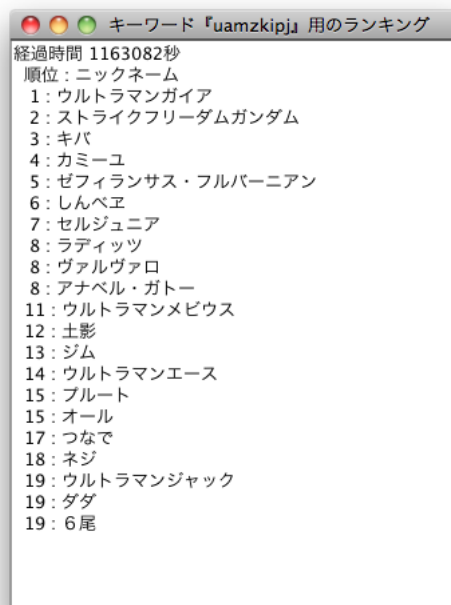 キーワード『uamzkipj』用のランキング
経過時間 1163082秒
順位：ニックネーム
1：ウルトラマンガイア
2：ストライクフリーダムガンダム
3：キバ
4：カミーユ
5：ゼフィランサス・フルバーニアン
6：しんべヱ
7：セルジュニア
8：ラディッツ
8：ヴァルヴァロ
8：アナベル・ガトー
11：ウルトラマンメビウス
12：土影
13：ジム
14：ウルトラマンエース
15：プルート
15：オール
17：つなで
18：ネジ
19：ウルトラマンジャック
19：ダダ
19：６尾